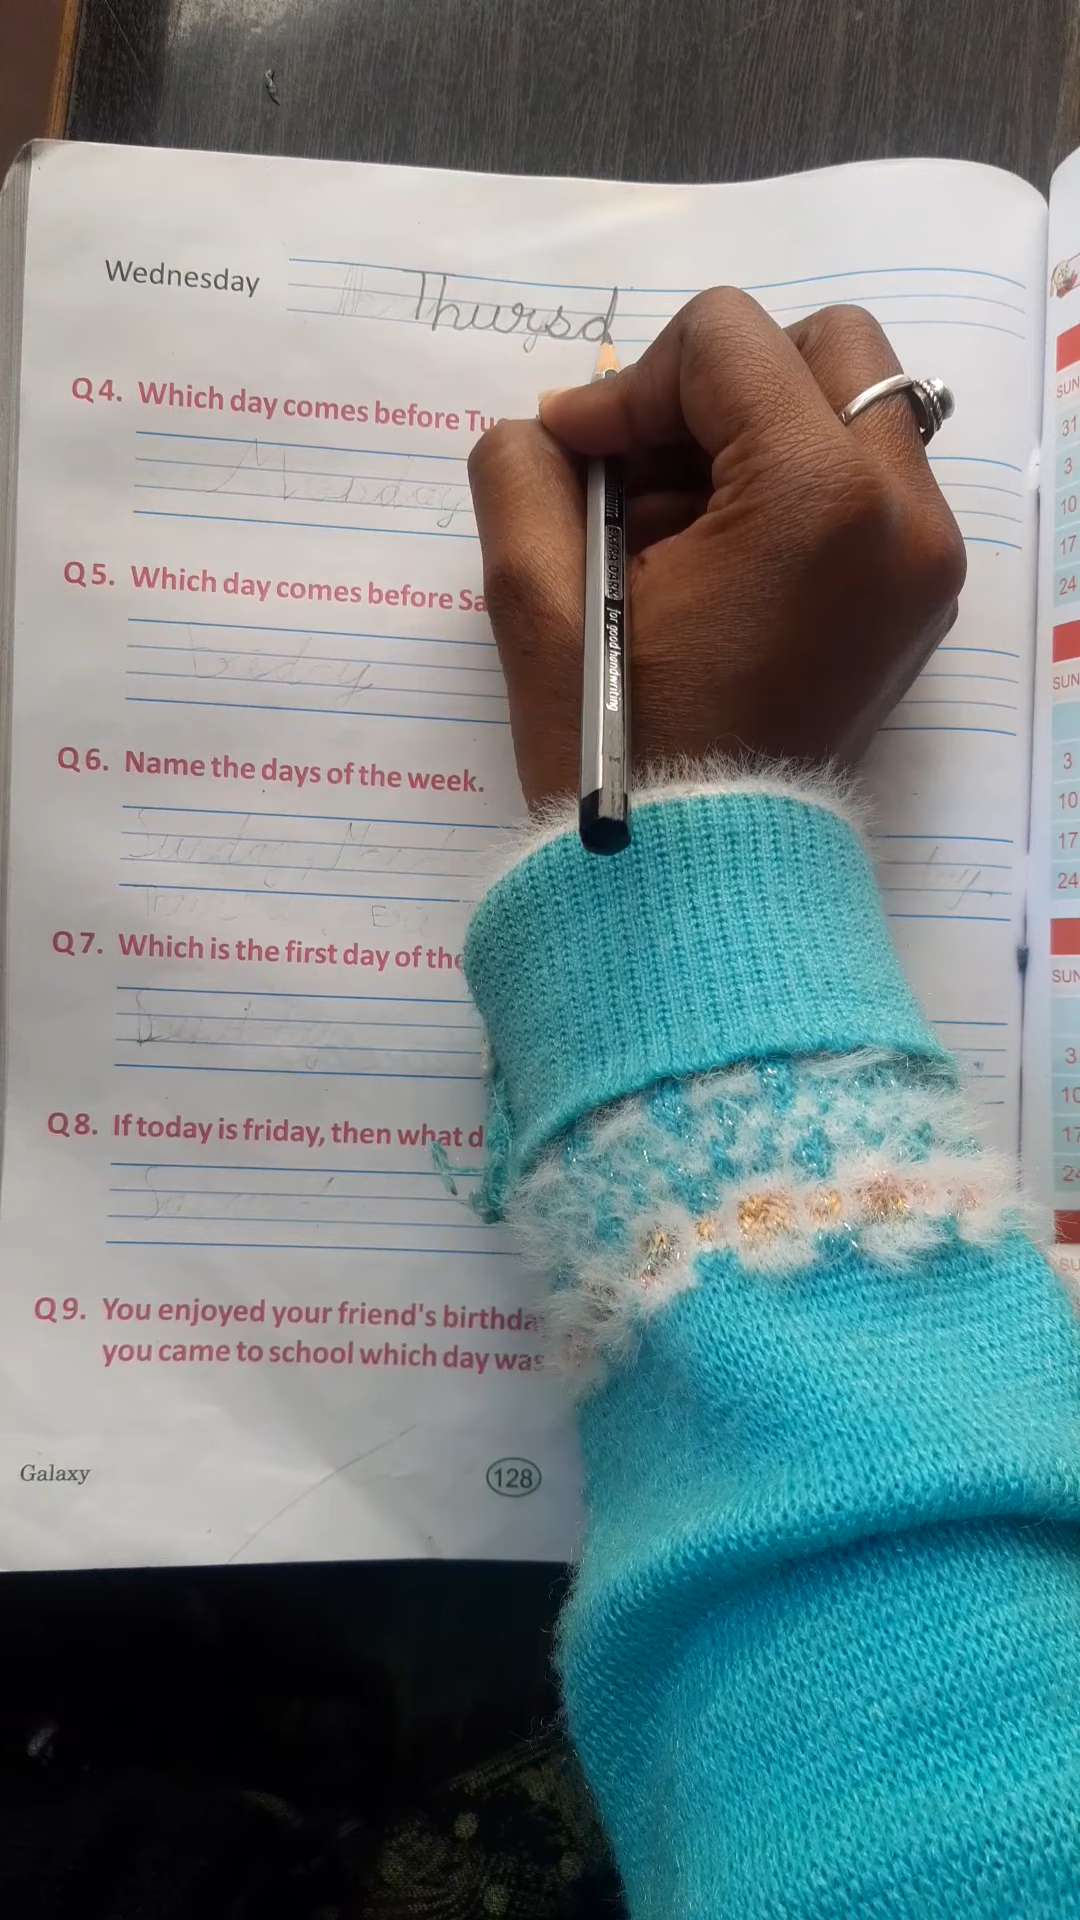 Wednesday Thursd
Q4. Which day comes before Tu
Monday
Q5. Which day comes before Sa
Friday
Q6. Name the days of the week.
Sunday,
Q7. Which is the first day of the
Q8. If today is friday, then what d
Q9. You enjoyed your friend's birthda
you came to school which day was
Galaxy 128
for good handwriting
EXTRA DARK
SUN
31
3
10
17
24
SUN
3
10
17
24
SUN
3
10
17